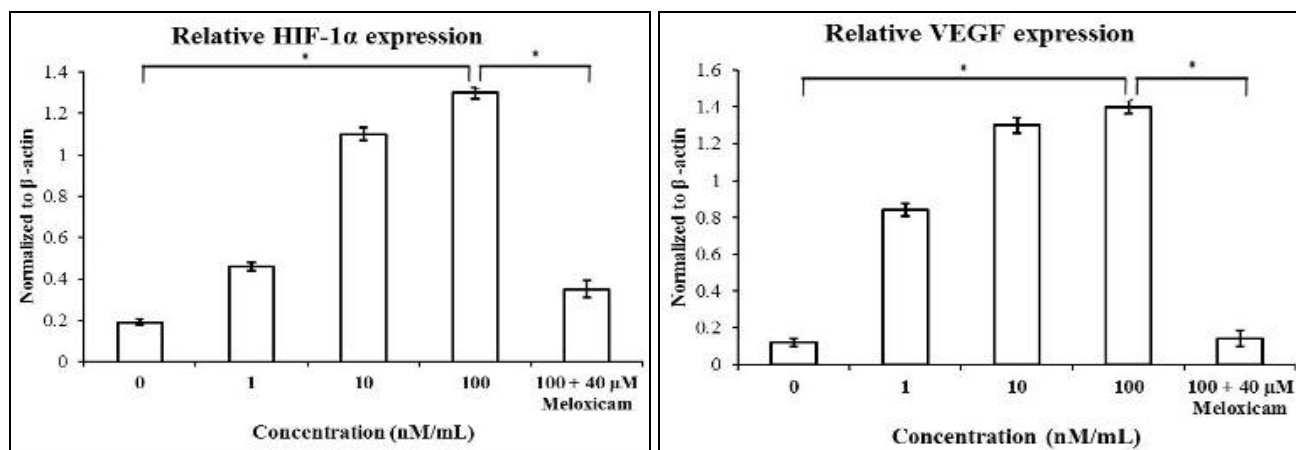 Relative HIF-1α expression
*
*
1.4
1.2
1
0.8
0.6
0.4
0.2
0
Normalized to β -actin
0 1 10 100 100 + 40 µM
Meloxicam
Concentration (nM/mL)
Relative VEGF expression
*
*
1.6
1.4
1.2
1
0.8
0.6
0.4
0.2
0
Normalized to β -actin
0 1 10 100 100 + 40 µM
Meloxicam
Concentration (nM/mL)